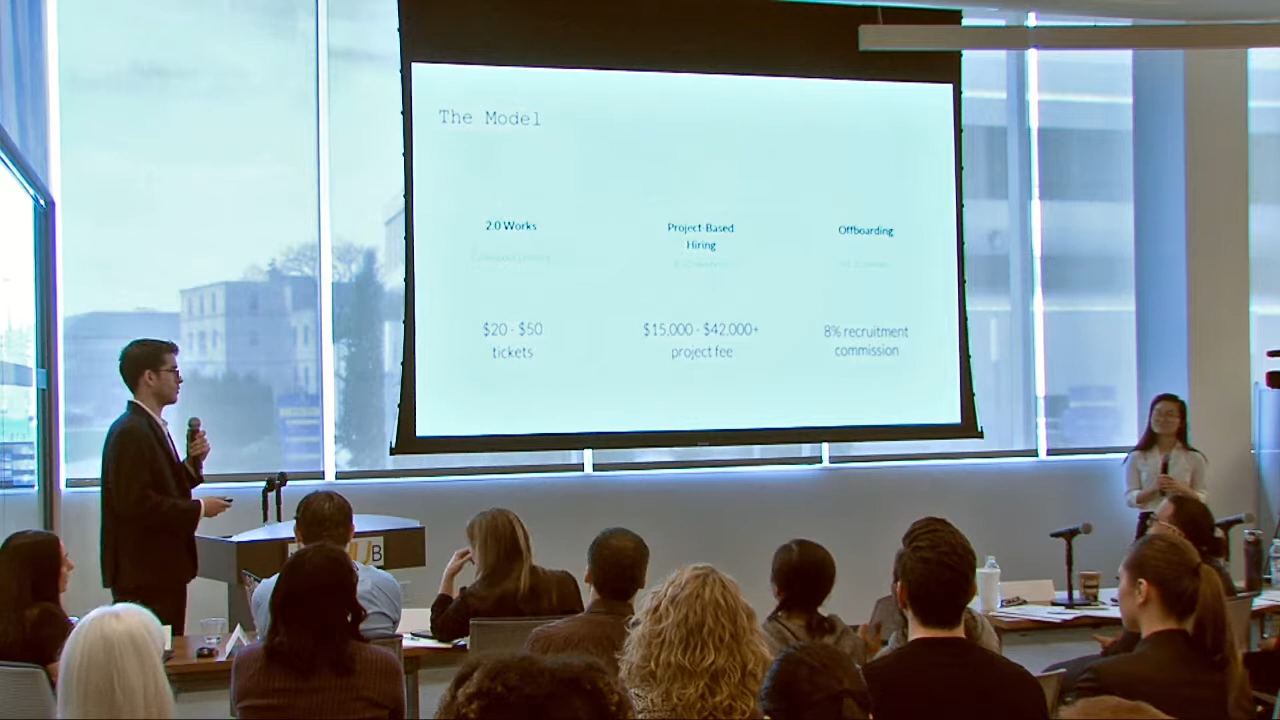 The Model
2.0 Works
Project-Based
Hiring
Offboarding
$20 - $50
tickets
$15,000 - $42,000+
project fee
8% recruitment
commission